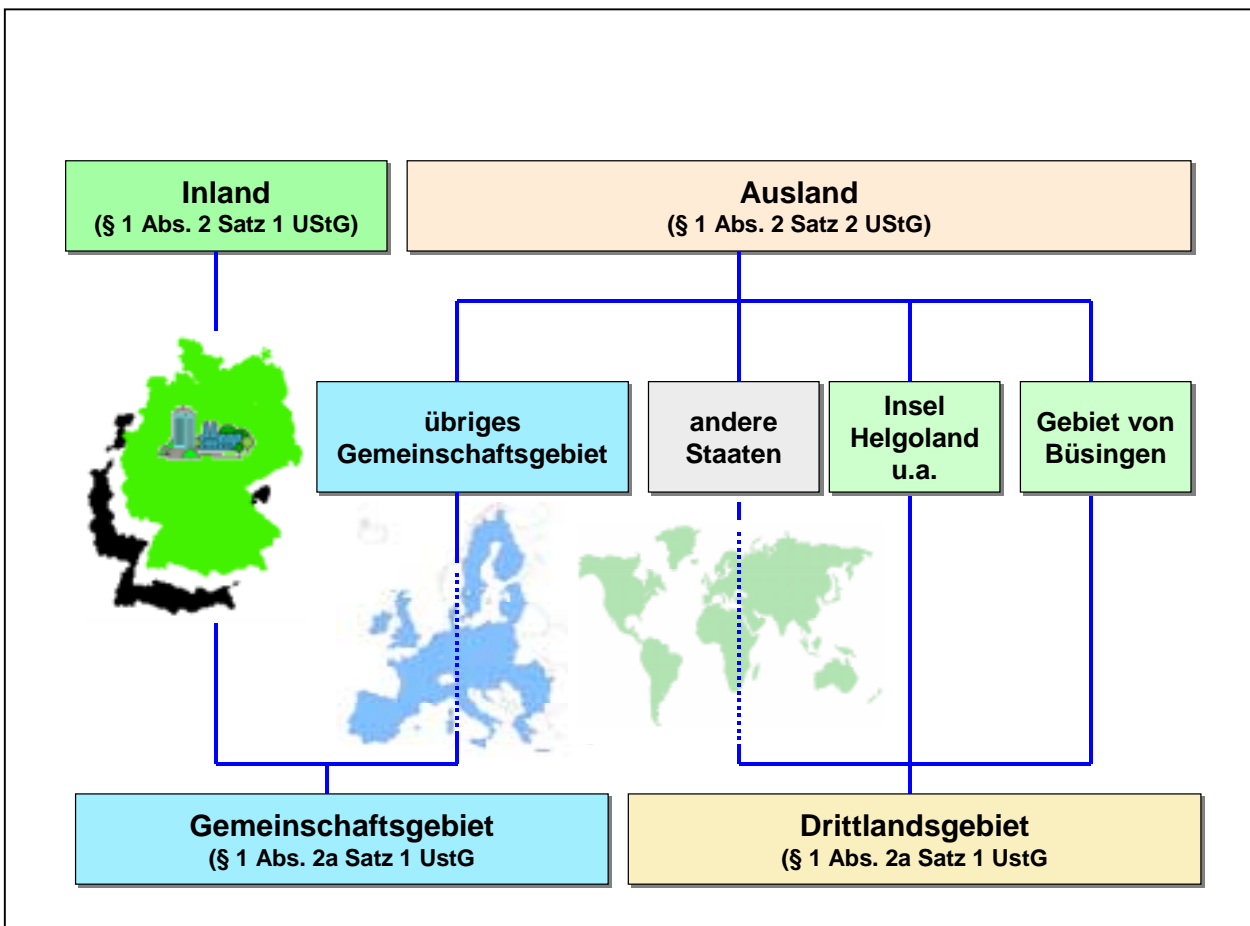 Inland
(§ 1 Abs. 2 Satz 1 UStG)
Ausland
(§ 1 Abs. 2 Satz 2 UStG)
übriges
Gemeinschaftsgebiet
andere
Staaten
Insel
Helgoland
u.a.
Gebiet von
Büsingen
Gemeinschaftsgebiet
(§ 1 Abs. 2a Satz 1 UstG
Drittlandsgebiet
(§ 1 Abs. 2a Satz 1 UstG